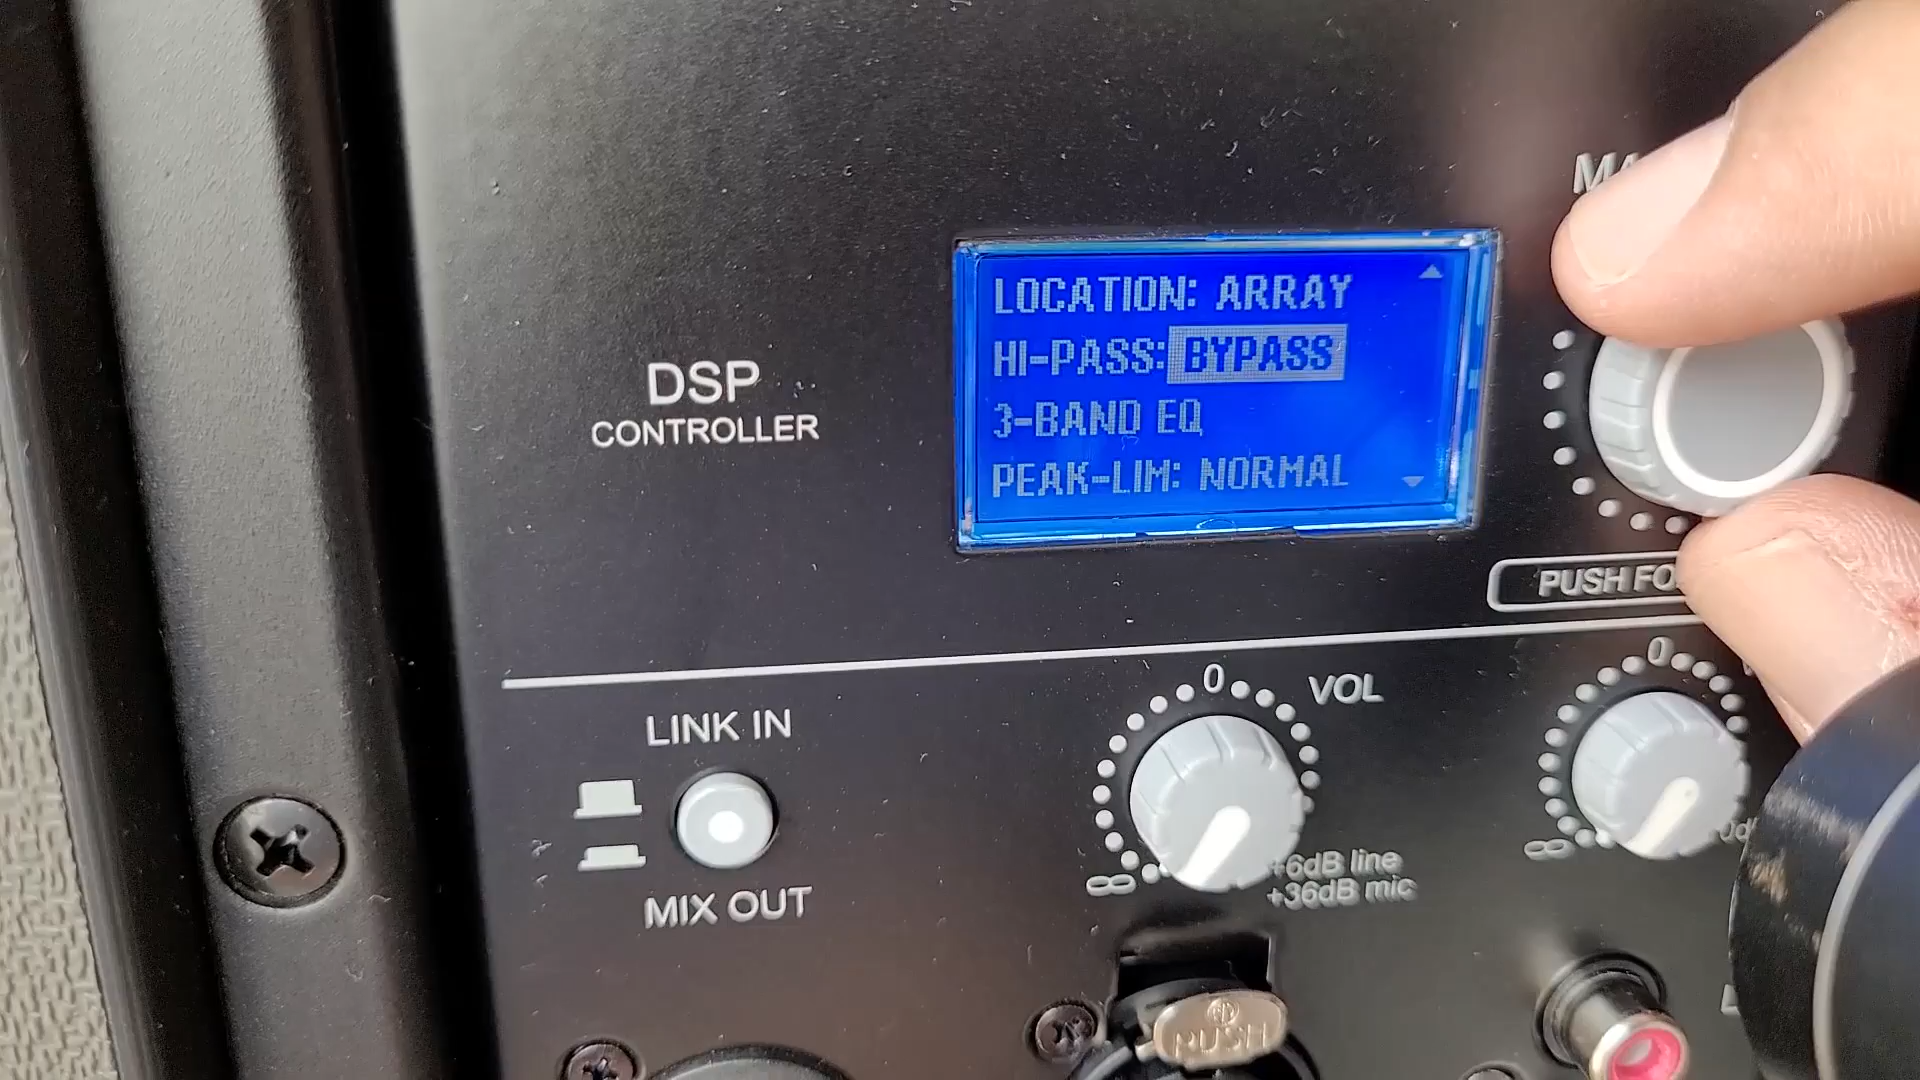 LOCATION: ARRAY
HI-PASS: BYPASS
3-BAND EQ
PEAK-LIM: NORMAL
DSP
CONTROLLER
PUSH
LINK IN
MIX OUT
0
VOL
∞
+6dB line
+36dB mic
0
∞
PUSH